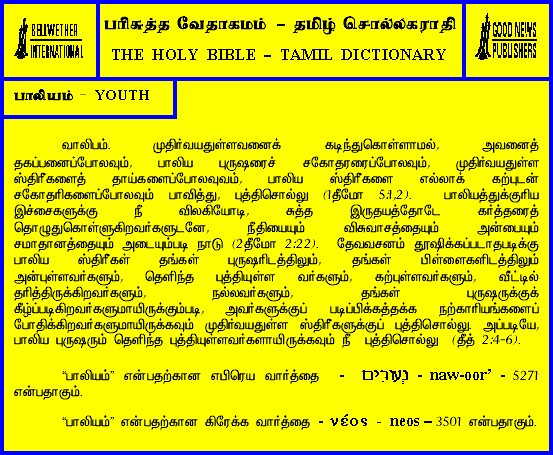 BELLWETHER
INTERNATIONAL
பரிசுத்த வேதாகமம் – தமிழ் சொல்லகராதி
THE HOLY BIBLE – TAMIL DICTIONARY
GOOD NEWS
PUBLISHERS
பாலியம் – YOUTH
வாலிபம். முதிர்வயதுள்ளவனைக் கடிந்துகொள்ளாமல், அவனைத்
தகப்பனைப்போலவும், பாலிய புருஷரைச் சகோதரரைப்போலவும், முதிர்வயதுள்ள
ஸ்திரீகளைத் தாய்களைப்போலவுவம், பாலிய ஸ்திரீகளை எல்லாக் கற்புடன்
சகோதரிகளைப்போலவும் பாவித்து, புத்திசொல்லு (1தீமோ 5:1,2). பாலியத்துக்குரிய
இச்சைகளுக்கு நீ விலகியோடி, சுத்த இருதயத்தோடே கர்த்தரைத்
தொழுதுகொள்ளுகிறவர்களுடனே, நீதியையும் விசுவாசத்தையும் அன்பையும்
சமாதானத்தையும் அடையும்படி நாடு (2தீமோ 2:22). தேவவசனம் தூஷிக்கப்படாதபடிக்கு
பாலிய ஸ்திரீகள் தங்கள் புருஷரிடத்திலும், தங்கள் பிள்ளைகளிடத்திலும்
அன்புள்ளவர்களும், தெளிந்த புத்தியுள்ள வர்களும், கற்புள்ளவர்களும், வீட்டில்
தரித்திருக்கிறவர்களும், நல்லவர்களும், தங்கள் புருஷருக்குக்
கீழ்ப்படிகிறவர்களுமாயிருக்கும்படி, அவர்களுக்குப் படிப்பிக்கத்தக்க நற்காரியங்களைப்
போதிக்கிறவர்களுமாயிருக்கவும் முதிர்வயதுள்ள ஸ்திரீகளுக்குப் புத்திசொல்லு. அப்படியே,
பாலிய புருஷரும் தெளிந்த புத்தியுள்ளவர்களாயிருக்கவும் நீ புத்திசொல்லு (தீத் 2:4-6).
“பாலியம்” என்பதற்கான எபிரெய வார்த்தை - נְעֻרִים - naw-oor’ - 5271
என்பதாகும்.
“பாலியம்” என்பதற்கான கிரேக்க வார்த்தை - νέος - neos – 3501 என்பதாகும்.